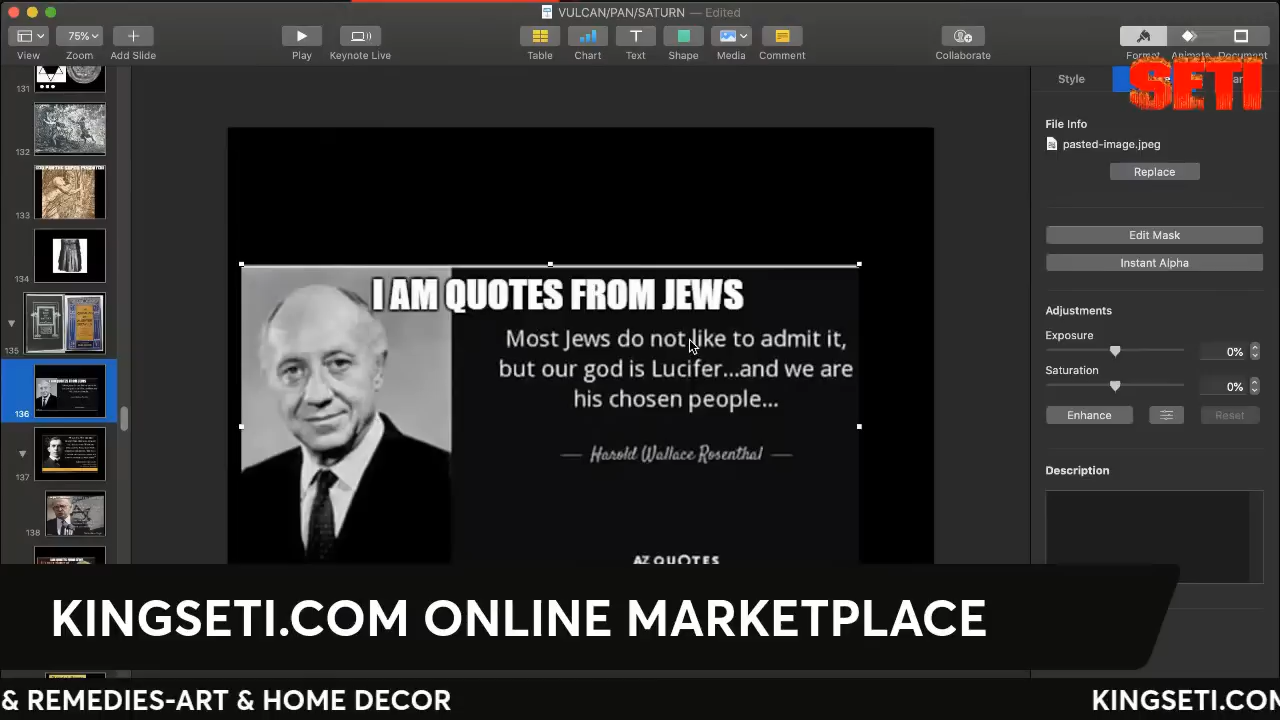 VULCAN/PAN/SATURN — Edited
75%
View
Zoom
Add Slide
Play
Keynote Live
Table
Chart
Text
Shape
Media
Comment
Collaborate
Format
Animate
Document
SETI
Style
File Info
pasted-image.jpeg
Replace
Edit Mask
Instant Alpha
Adjustments
Exposure
0%
Saturation
0%
Enhance
Reset
Description
131
132
133
134
135
136
137
138
I AM QUOTES FROM JEWS
Most Jews do not like to admit it,
but our god is Lucifer...and we are
his chosen people...
— Harold Wallace Rosenthal —
AZ QUOTES
KINGSETI.COM ONLINE MARKETPLACE
& REMEDIES-ART & HOME DECOR
KINGSETI.COM